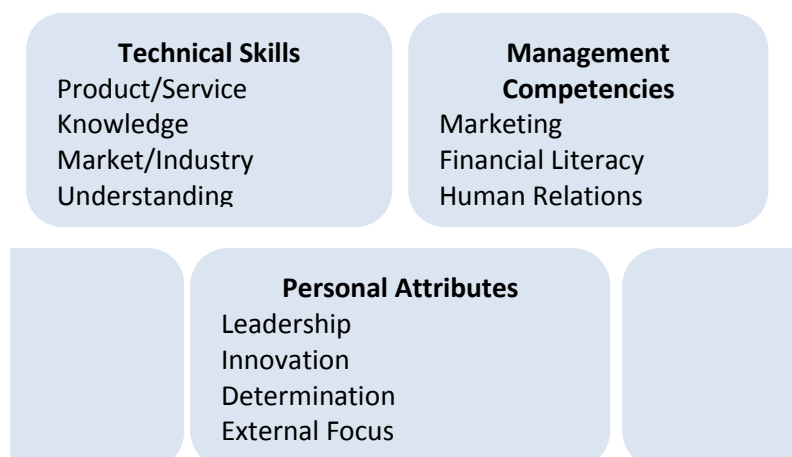 Technical Skills
Product/Service
Knowledge
Market/Industry
Understanding
Management
Competencies
Marketing
Financial Literacy
Human Relations
Personal Attributes
Leadership
Innovation
Determination
External Focus